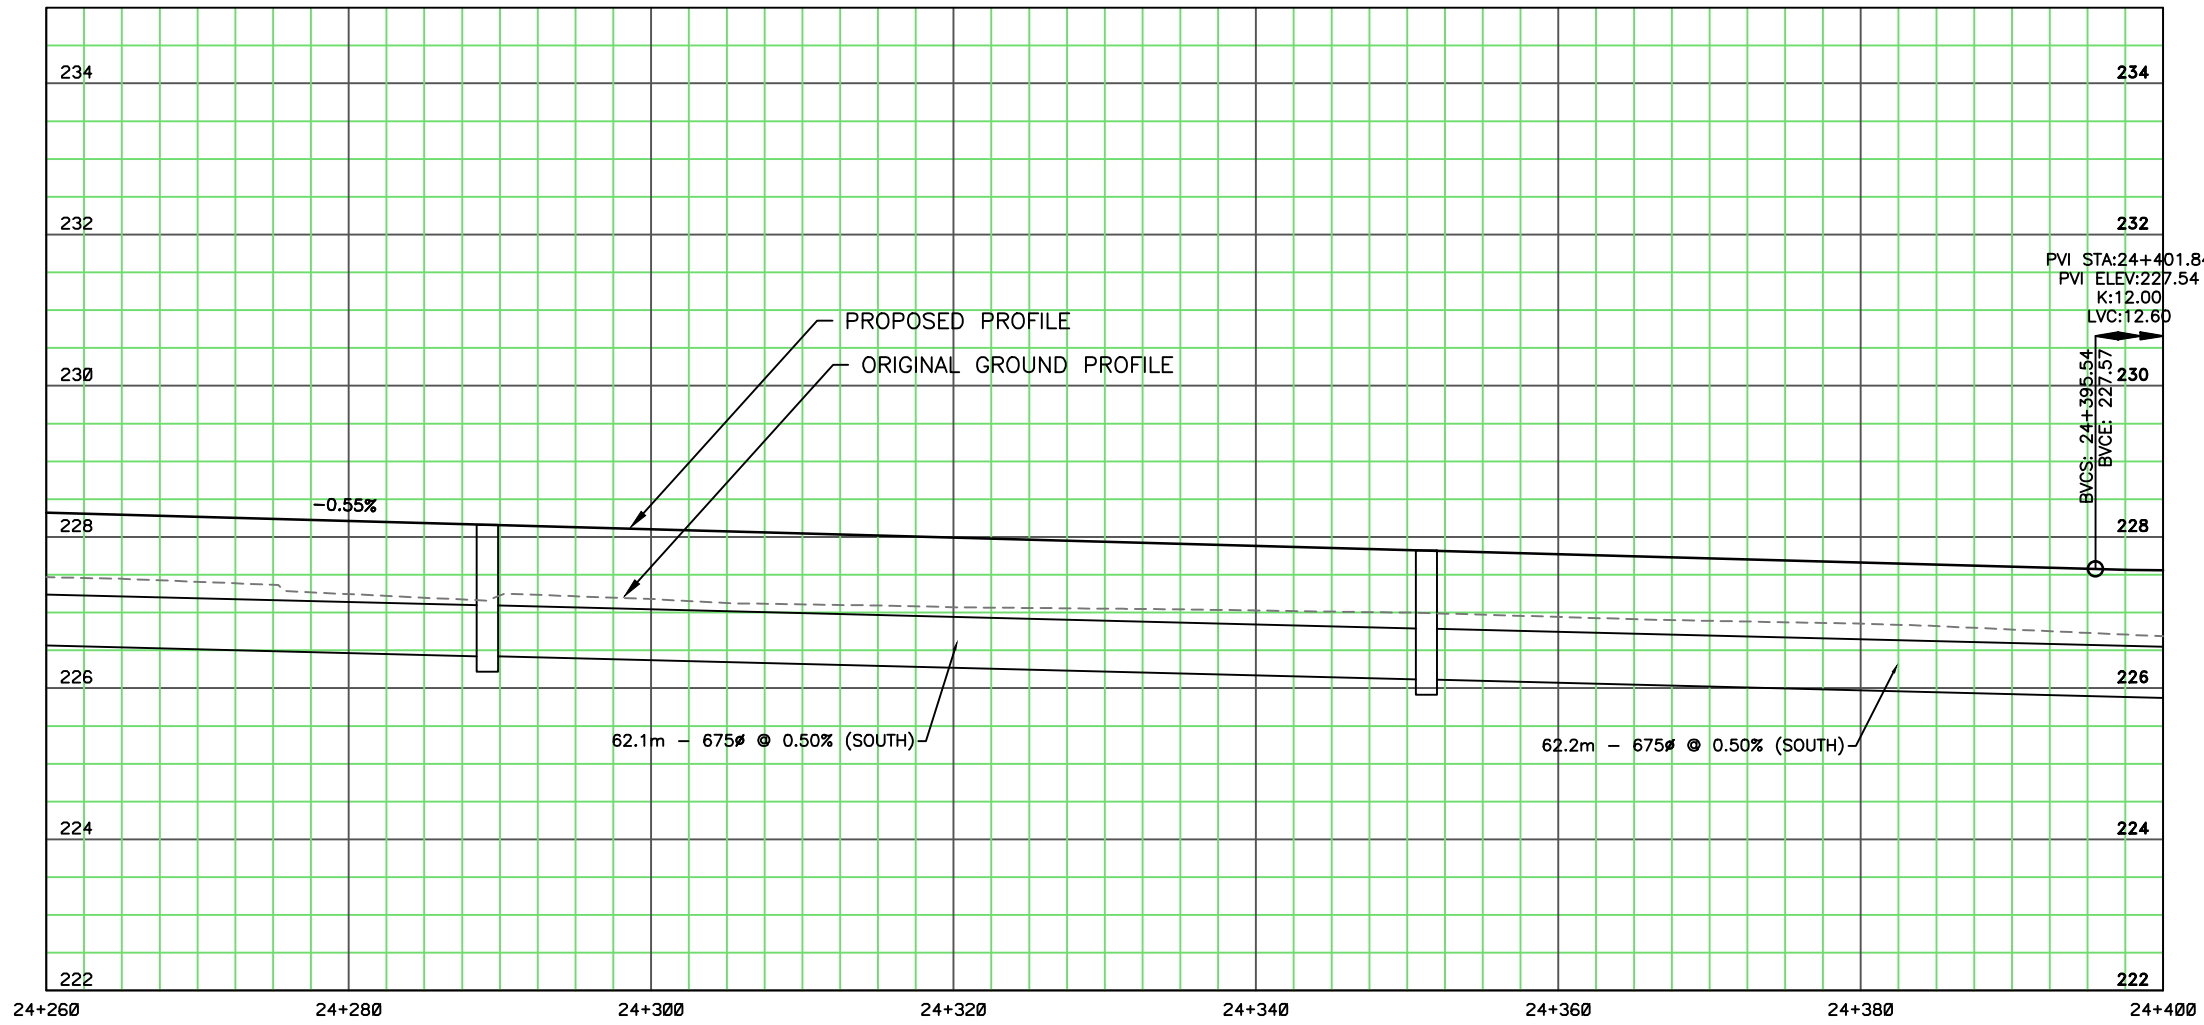 234
234
232
232
PVI STA:24+401.84
PVI ELEV:227.54
K:12.00
LVC:12.60
PROPOSED PROFILE
ORIGINAL GROUND PROFILE
230
230
BVCS: 24+395.54
BVCE: 227.57
-0.55%
228
228
226
226
62.1m - 675ø @ 0.50% (SOUTH)
62.2m - 675ø @ 0.50% (SOUTH)
224
224
222
222
24+260
24+280
24+300
24+320
24+340
24+360
24+380
24+400